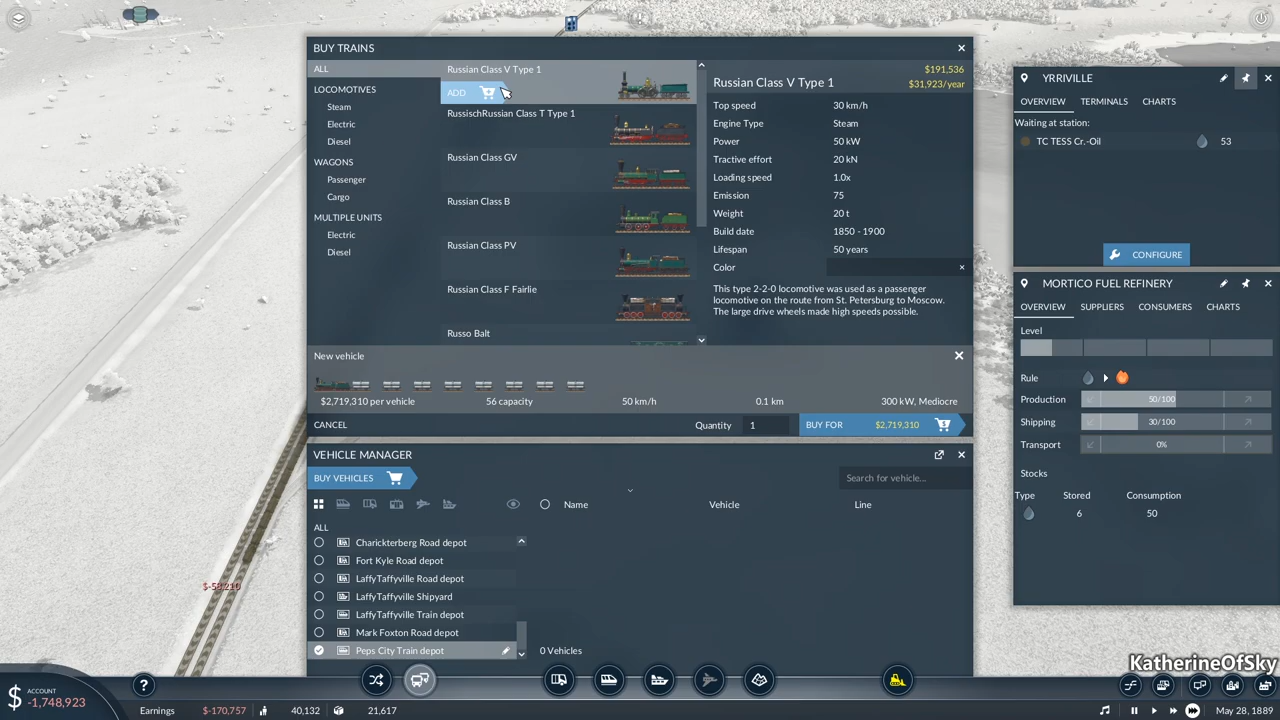 BUY TRAINS
ALL
LOCOMOTIVES
Steam
Electric
Diesel
WAGONS
Passenger
Cargo
MULTIPLE UNITS
Electric
Diesel
Russian Class V Type 1
ADD
RussischRussian Class T Type 1
Russian Class GV
Russian Class B
Russian Class PV
Russian Class F Fairlie
Russo Balt
$191,536
Russian Class V Type 1
$31,923/year
Top speed 30 km/h
Engine Type Steam
Power 50 kW
Tractive effort 20 kN
Loading speed 1.0x
Emission 75
Weight 20 t
Build date 1850 - 1900
Lifespan 50 years
Color
This type 2-2-0 locomotive was used as a passenger
locomotive on the route from St. Petersburg to Moscow.
The large drive wheels made high speeds possible.
New vehicle
$2,719,310 per vehicle 56 capacity 50 km/h 0.1 km 300 kW, Mediocre
CANCEL Quantity 1 BUY FOR $2,719,310
VEHICLE MANAGER
BUY VEHICLES Search for vehicle...
Name Vehicle Line
ALL
Charickterberg Road depot
Fort Kyle Road depot
LaffyTaffyville Road depot
LaffyTaffyville Shipyard
LaffyTaffyville Train depot
Mark Foxton Road depot
Peps City Train depot 0 Vehicles
YRRIVILLE
OVERVIEW TERMINALS CHARTS
Waiting at station:
TC TESS Cr.-Oil 53
CONFIGURE
MORTICO FUEL REFINERY
OVERVIEW SUPPLIERS CONSUMERS CHARTS
Level
Rule
Production 50/100
Shipping 30/100
Transport 0%
Stocks
Type Stored Consumption
6 50
KatherineOfSky
$ ACCOUNT
-1,748,923
? Earnings $-170,757 40,132 21,617 May 28, 1889